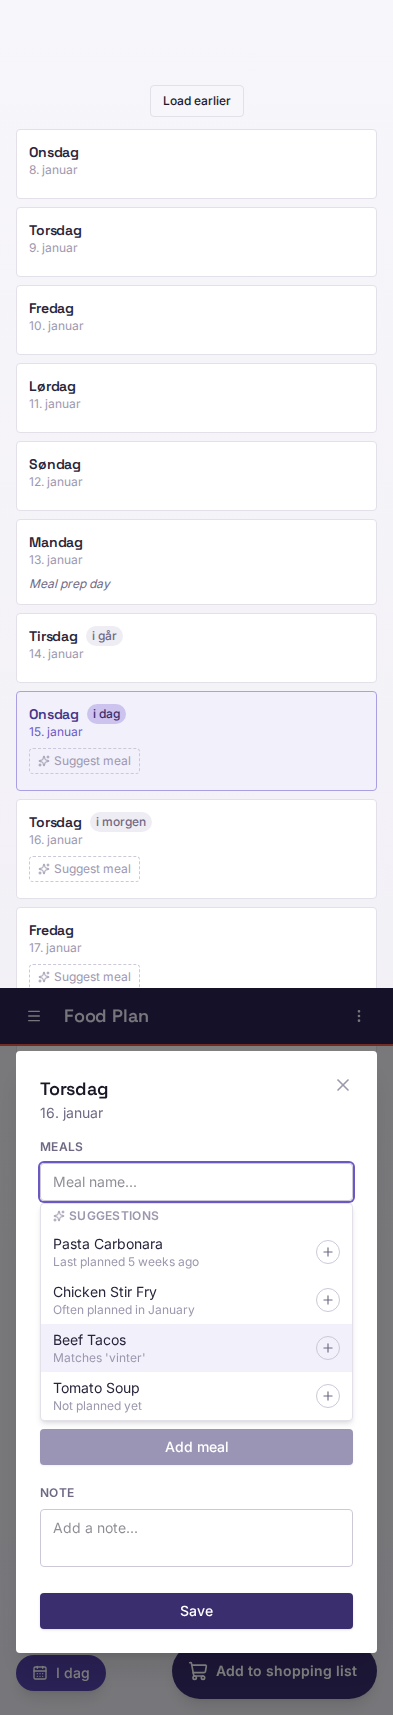 Load earlier
Onsdag
8. januar
Torsdag
9. januar
Fredag
10. januar
Lørdag
11. januar
Søndag
12. januar
Mandag
13. januar
Meal prep day
Tirsdag i går
14. januar
Onsdag i dag
15. januar
Suggest meal
Torsdag i morgen
16. januar
Suggest meal
Fredag
17. januar
Suggest meal
Food Plan
Torsdag
16. januar
MEALS
Meal name...
SUGGESTIONS
Pasta Carbonara
Last planned 5 weeks ago
Chicken Stir Fry
Often planned in January
Beef Tacos
Matches 'vinter'
Tomato Soup
Not planned yet
Add meal
NOTE
Add a note...
Save
I dag
Add to shopping list